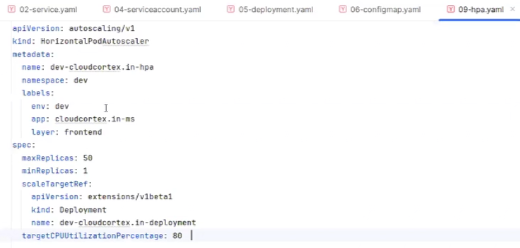 02-service.yaml 04-serviceaccount.yaml 05-deployment.yaml 06-configmap.yaml 09-hpa.yaml
apiVersion: autoscaling/v1
kind: HorizontalPodAutoscaler
metadata:
  name: dev-cloudcortex.in-hpa
  namespace: dev
  labels:
    env: dev
    app: cloudcortex.in-ms
    layer: frontend
spec:
  maxReplicas: 50
  minReplicas: 1
  scaleTargetRef:
    apiVersion: extensions/v1beta1
    kind: Deployment
    name: dev-cloudcortex.in-deployment
  targetCPUUtilizationPercentage: 80